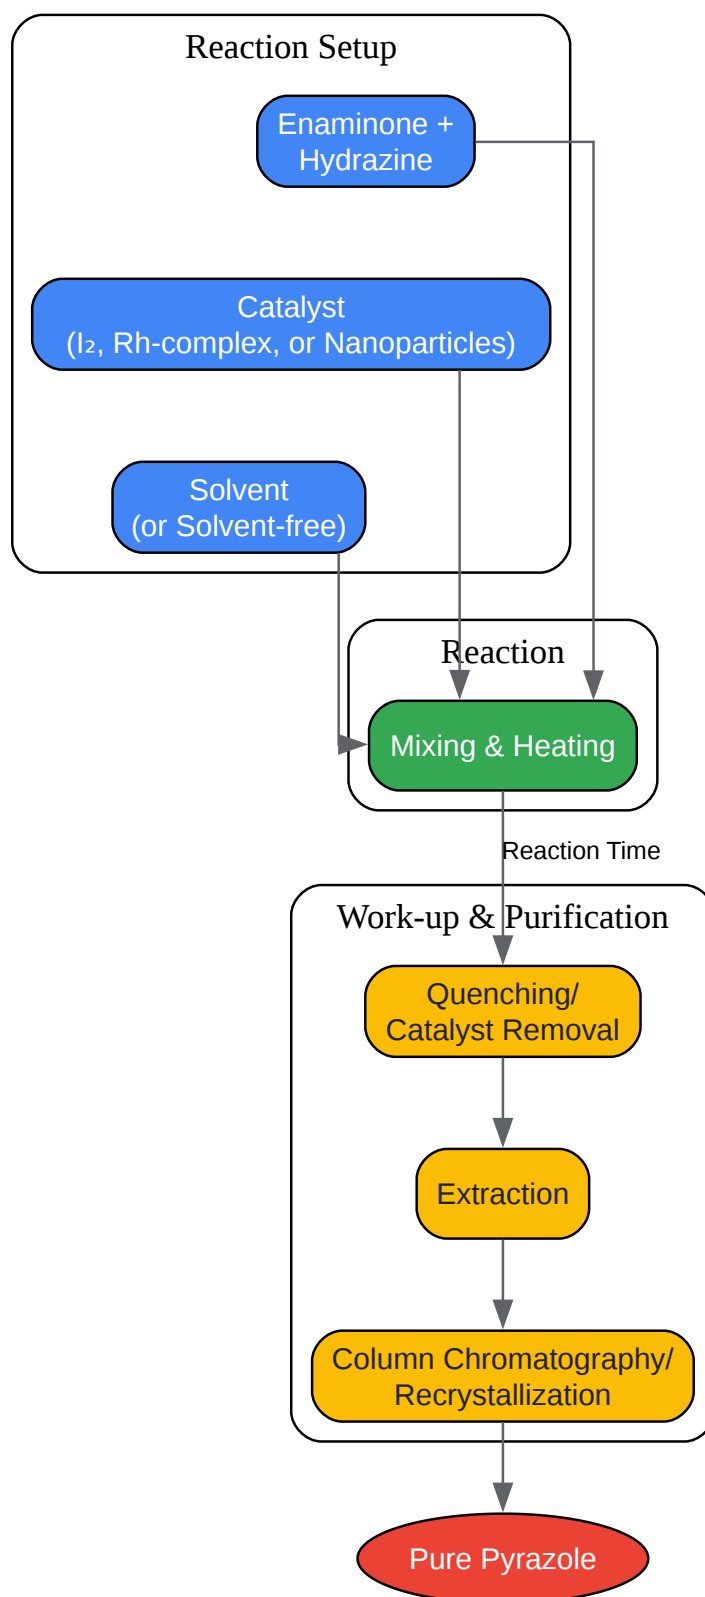 Reaction Setup
Enaminone +
Hydrazine
Catalyst
(I₂, Rh-complex, or Nanoparticles)
Solvent
(or Solvent-free)
Reaction
Mixing & Heating
Reaction Time
Work-up & Purification
Quenching/
Catalyst Removal
Extraction
Column Chromatography/
Recrystallization
Pure Pyrazole